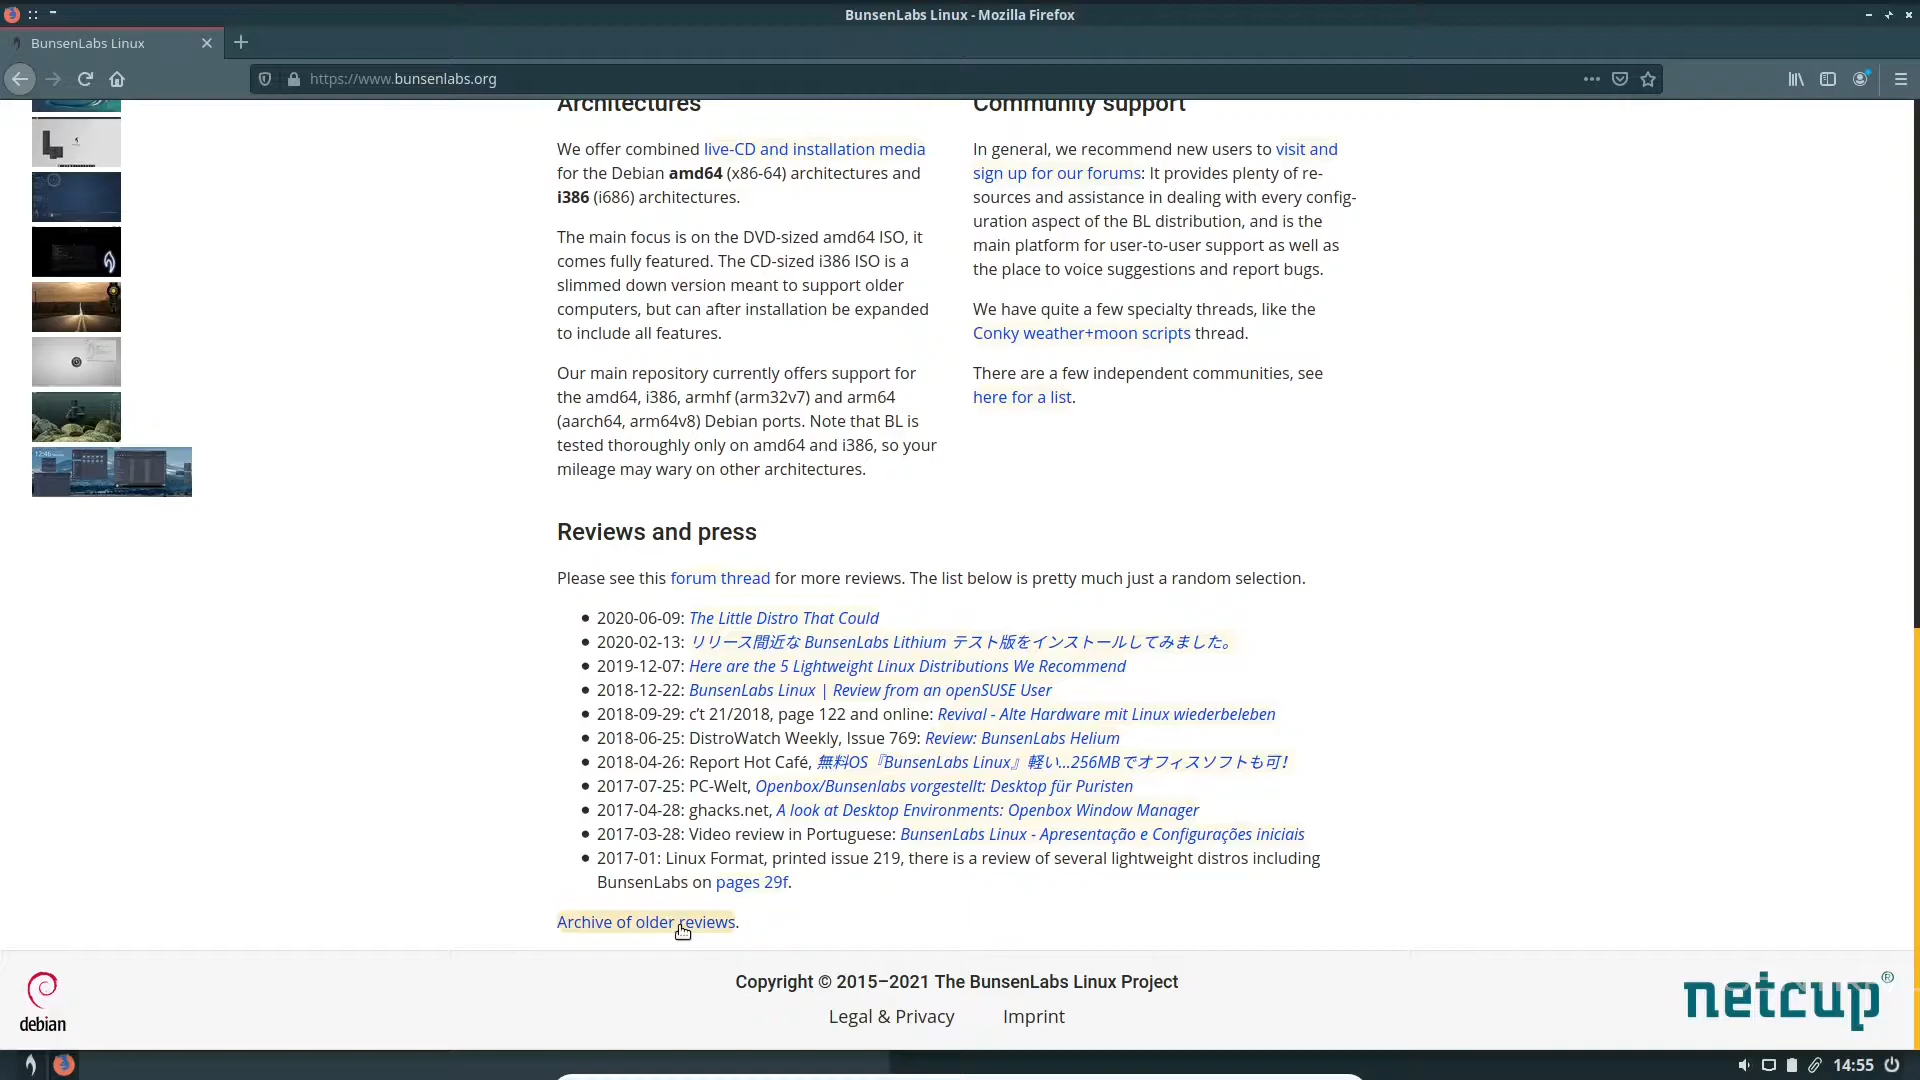 BunsenLabs Linux - Mozilla Firefox
BunsenLabs Linux
https://www.bunsenlabs.org
Architectures
We offer combined live-CD and installation media
for the Debian amd64 (x86-64) architectures and
i386 (i686) architectures.
The main focus is on the DVD-sized amd64 ISO, it
comes fully featured. The CD-sized i386 ISO is a
slimmed down version meant to support older
computers, but can after installation be expanded
to include all features.
Our main repository currently offers support for
the amd64, i386, armhf (arm32v7) and arm64
(aarch64, arm64v8) Debian ports. Note that BL is
tested thoroughly only on amd64 and i386, so your
mileage may wary on other architectures.
Community support
In general, we recommend new users to visit and
sign up for our forums: It provides plenty of re-
sources and assistance in dealing with every config-
uration aspect of the BL distribution, and is the
main platform for user-to-user support as well as
the place to voice suggestions and report bugs.
We have quite a few specialty threads, like the
Conky weather+moon scripts thread.
There are a few independent communities, see
here for a list.
12:46
Reviews and press
Please see this forum thread for more reviews. The list below is pretty much just a random selection.
2020-06-09: The Little Distro That Could
2020-02-13: リリース間近な BunsenLabs Lithium テスト版をインストールしてみました。
2019-12-07: Here are the 5 Lightweight Linux Distributions We Recommend
2018-12-22: BunsenLabs Linux | Review from an openSUSE User
2018-09-29: c't 21/2018, page 122 and online: Revival - Alte Hardware mit Linux wiederbeleben
2018-06-25: DistroWatch Weekly, Issue 769: Review: BunsenLabs Helium
2018-04-26: Report Hot Café, 無料OS『BunsenLabs Linux』軽い…256MBでオフィスソフトも可！
2017-07-25: PC-Welt, Openbox/Bunsenlabs vorgestellt: Desktop für Puristen
2017-04-28: ghacks.net, A look at Desktop Environments: Openbox Window Manager
2017-03-28: Video review in Portuguese: BunsenLabs Linux - Apresentação e Configurações iniciais
2017-01: Linux Format, printed issue 219, there is a review of several lightweight distros including
BunsenLabs on pages 29f.
Archive of older reviews.
debian
Copyright © 2015–2021 The BunsenLabs Linux Project
Legal & Privacy Imprint
netcup®
14:55